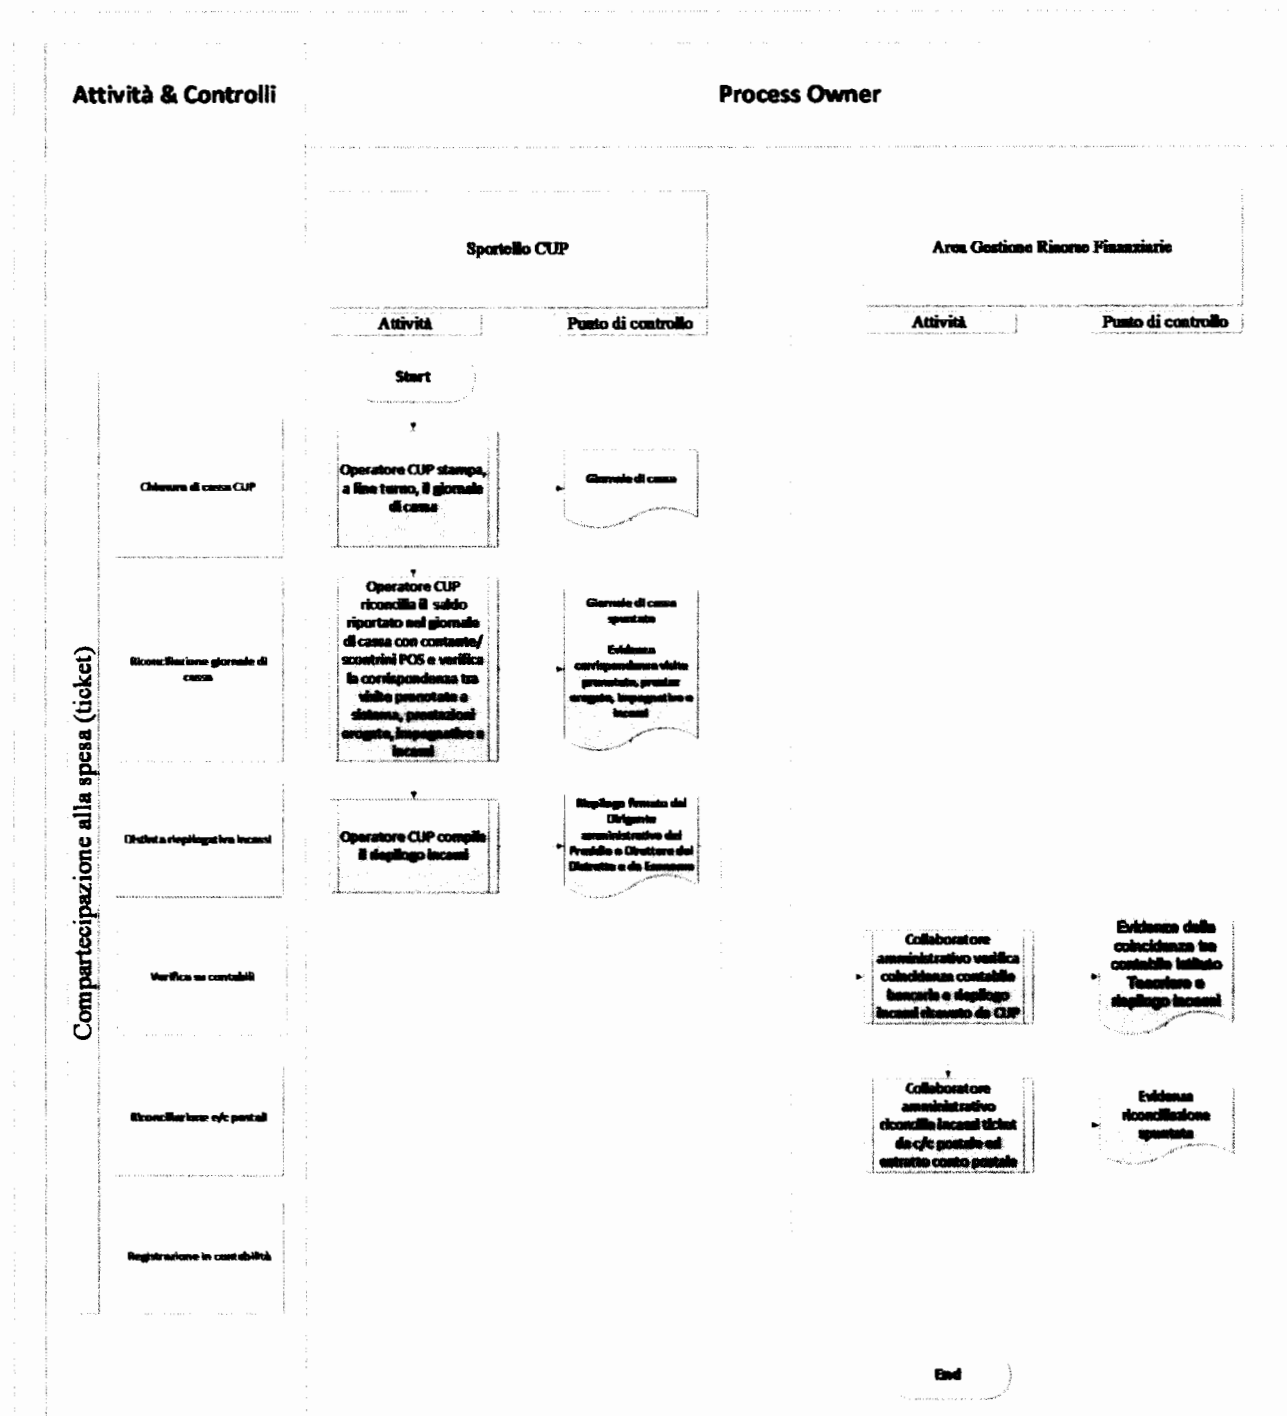 Attività & Controlli
Process Owner
Sportello CUP
Area Gestione Risorse Finanziarie
Attività
Punto di controllo
Attività
Punto di controllo
Start
Compartecipazione alla spesa (ticket)
Chiusura di cassa CUP
Operatore CUP stampa,
a fine turno, il giornale
di cassa
Giornale di cassa
Riconciliazione giornale di
cassa
Operatore CUP
riconcilia il saldo
riportato nel giornale
di cassa con contante/
scontrini POS e verifica
la corrispondenza tra
visite prenotate a
sistema, prestazioni
erogate, impegnative e
incassi
Giornale di cassa
spuntato
Evidenza
corrispondenza visite
prenotate, prestaz
erogate, impegnative e
incassi
Distinta riepilogativa incassi
Operatore CUP compila
il riepilogo incassi
Riepilogo firmato dal
Dirigente
amministrativo del
Presidio o Direttore del
Distretto e da Economo
Verifica su contabili
Collaboratore
amministrativo verifica
coincidenza contabile
bancaria e riepilogo
incassi ricevuto da CUP
Evidenza della
coincidenza tra
contabile Istituto
Tesoriere e
riepilogo incassi
Riconciliazione c/c postali
Collaboratore
amministrativo
riconcilia incassi ticket
da c/c postale ed
estratto conto postale
Evidenza
riconciliazione
spuntata
Registrazione in contabilità
End